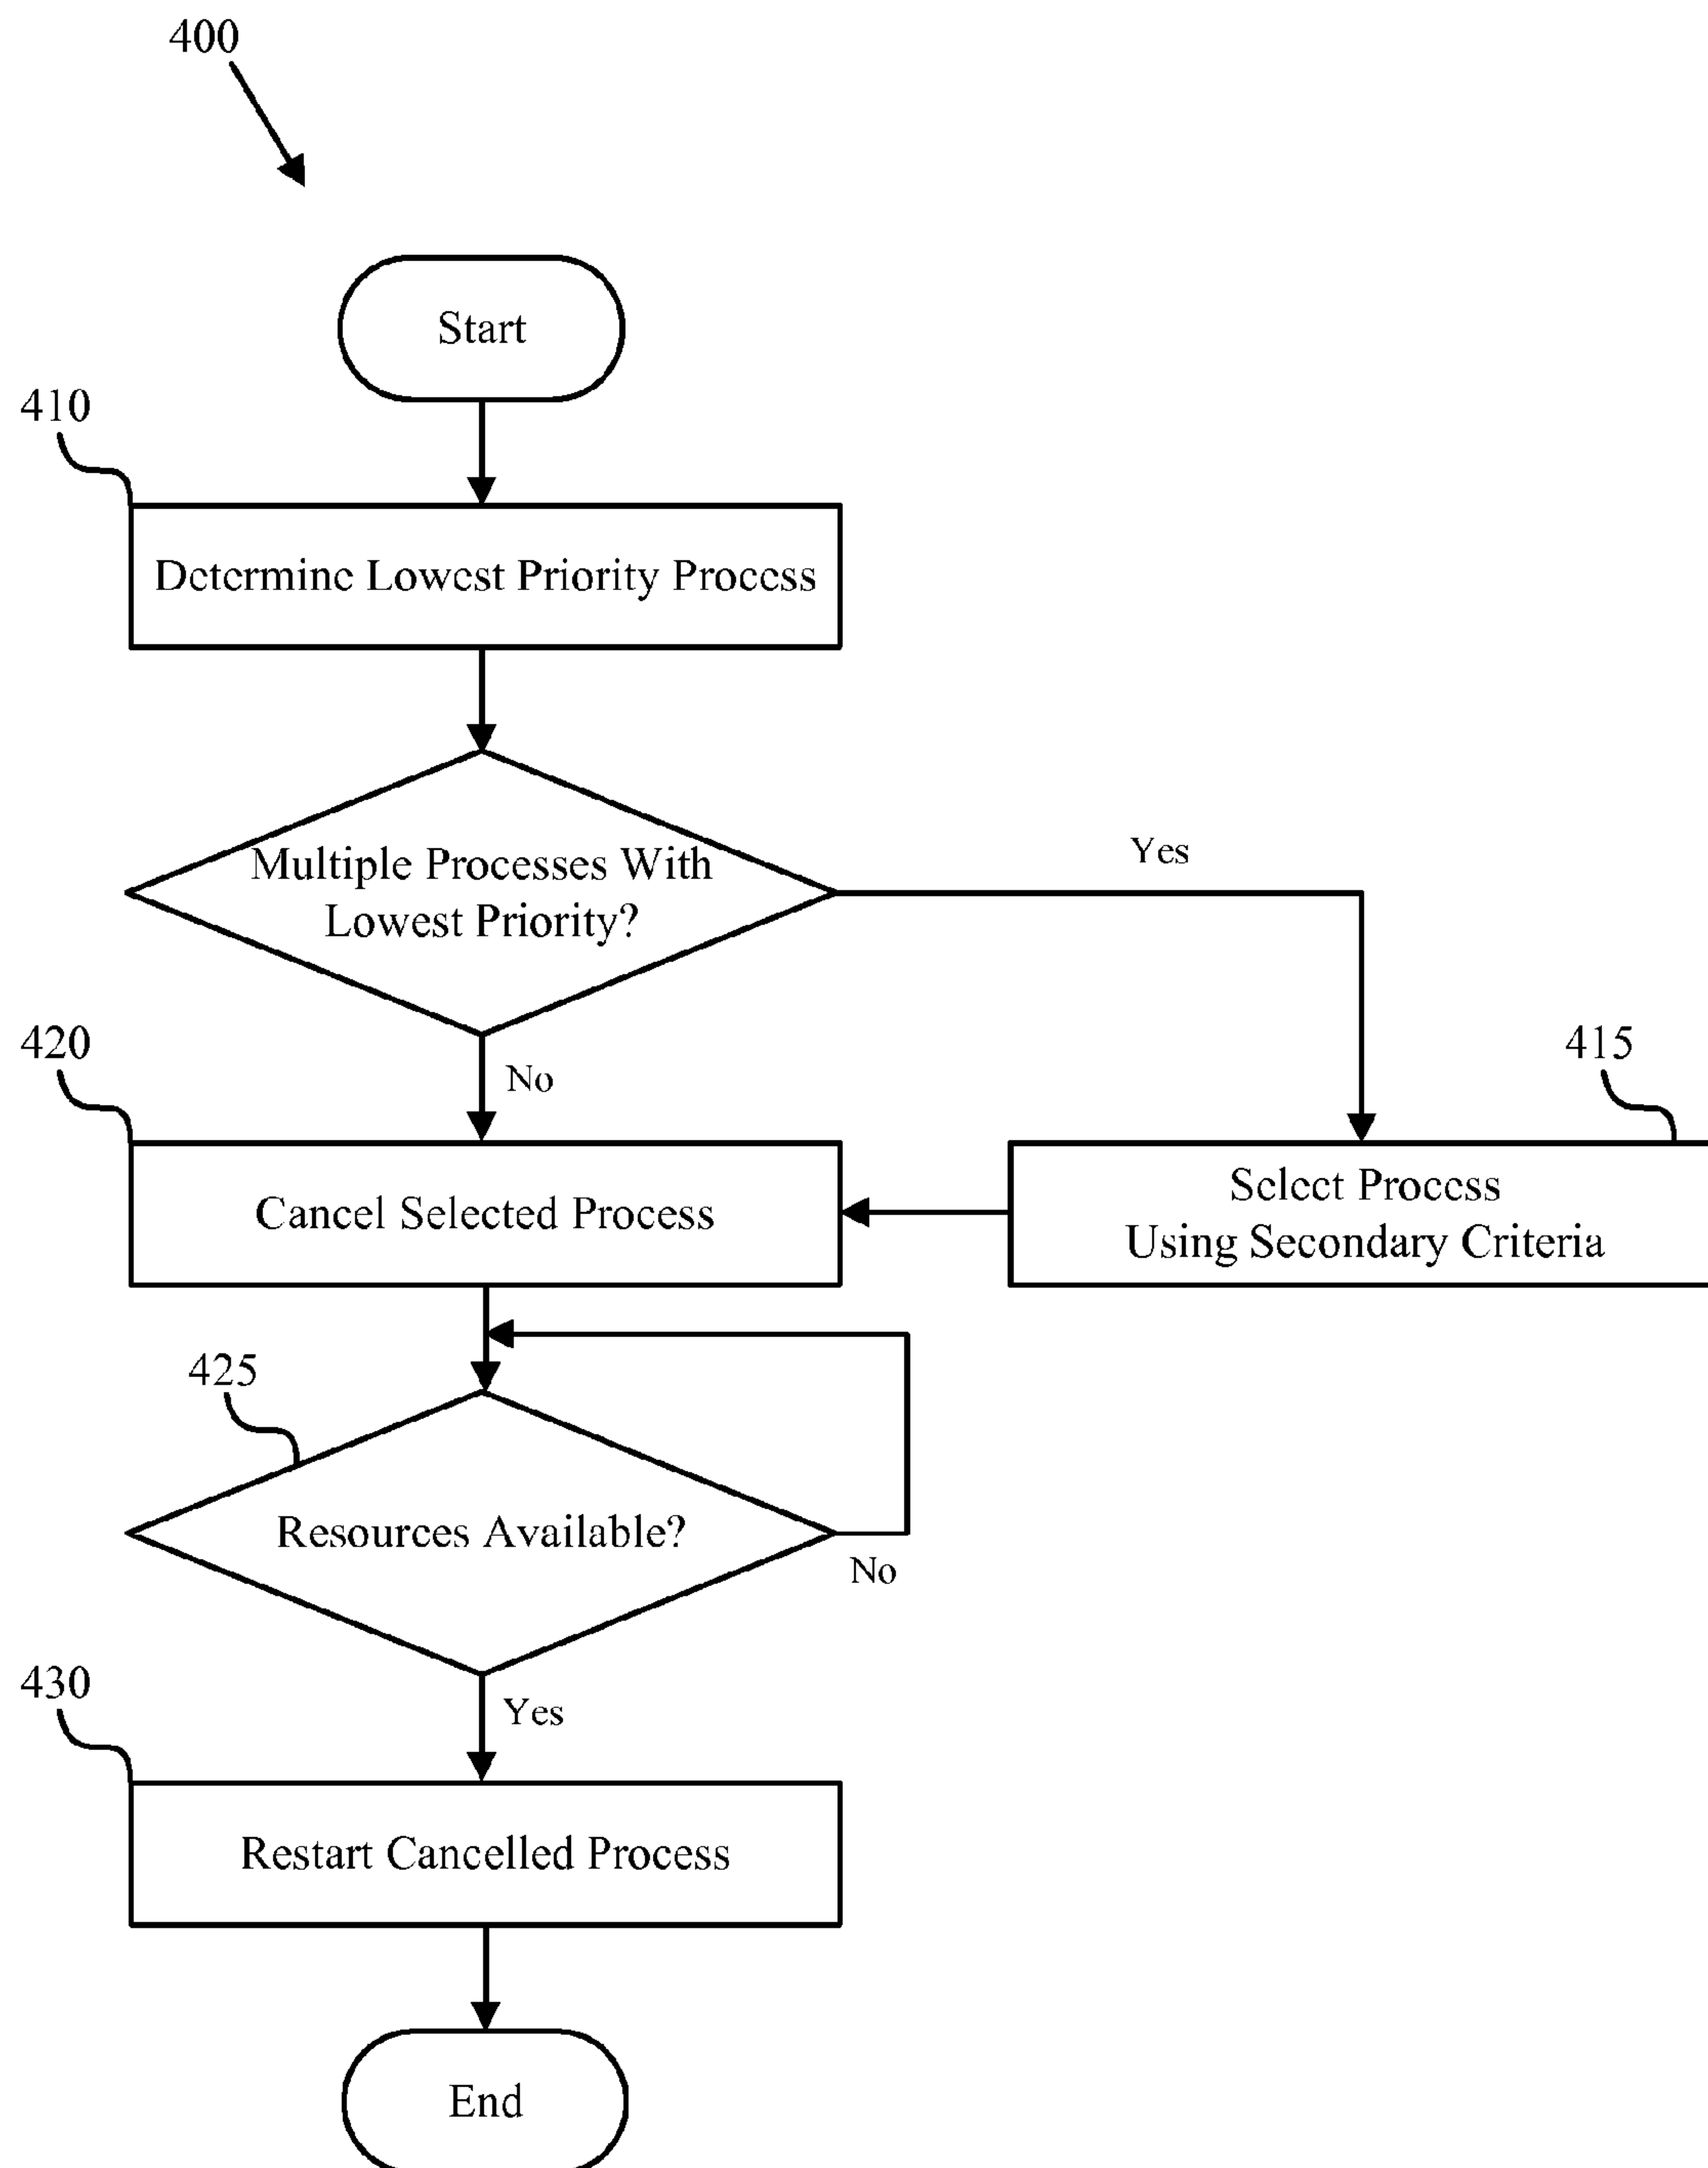 400
Start
410
Determine Lowest Priority Process
Multiple Processes With
Lowest Priority?
Yes
No
420
415
Cancel Selected Process
Select Process
Using Secondary Criteria
425
Resources Available?
No
Yes
430
Restart Cancelled Process
End